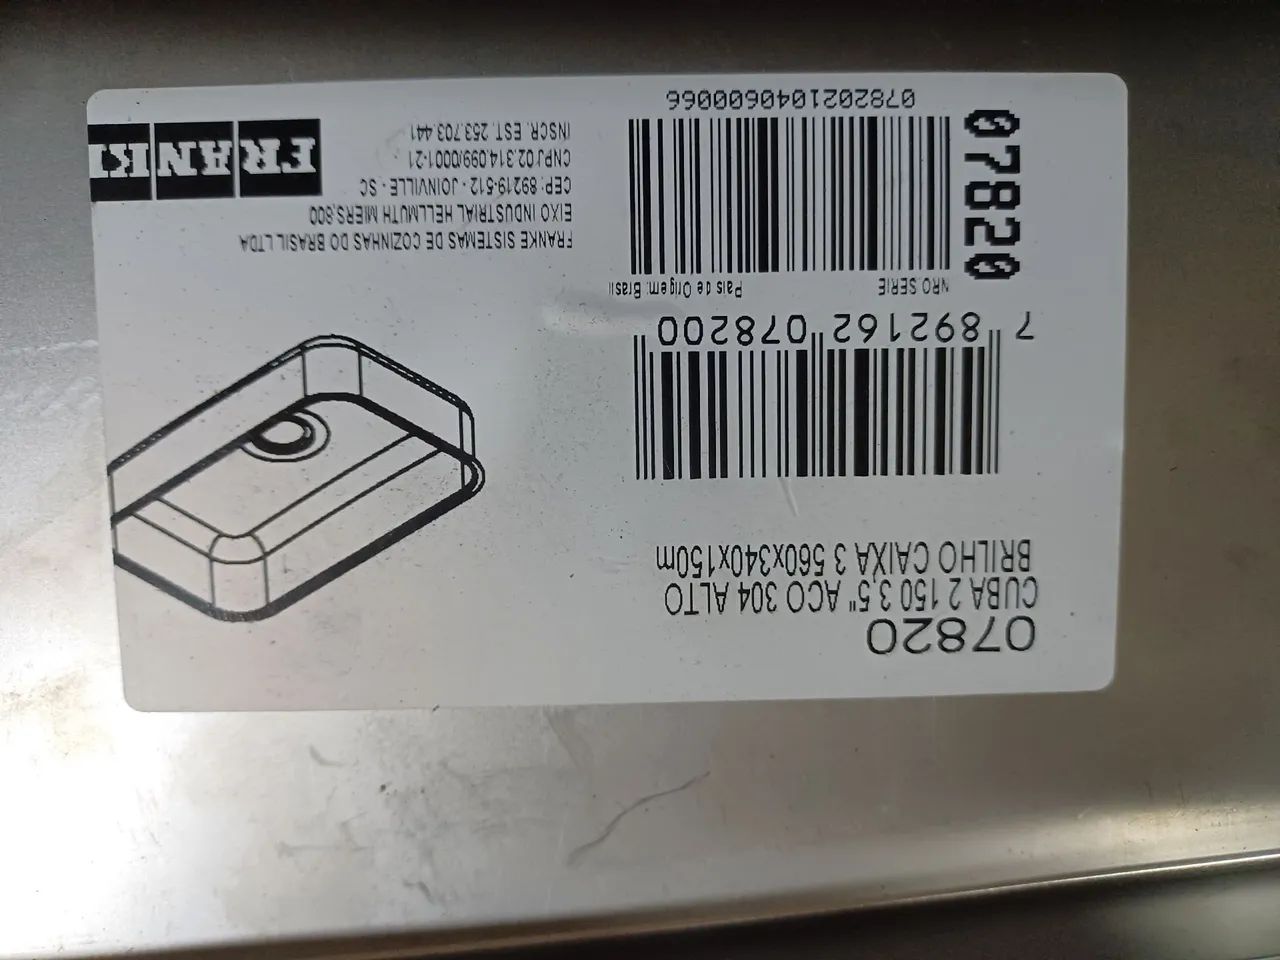 07820
CUBA 2 150 3,5" ACO 304 ALTO
BRILHO CAIXA 3 560x340x150m
7 892162 078200
NRO SERIE
Pais de Origem: Brasil
0782021040600066
07820
FRANKE SISTEMAS DE COZINHAS DO BRASIL LTDA
EIXO INDUSTRIAL HELLMUTH MIERS,800
CEP: 89219-512 - JOINVILLE - SC
CNPJ 02.314.099/0001-21
INSCR. EST. 253.703.441
FRANK